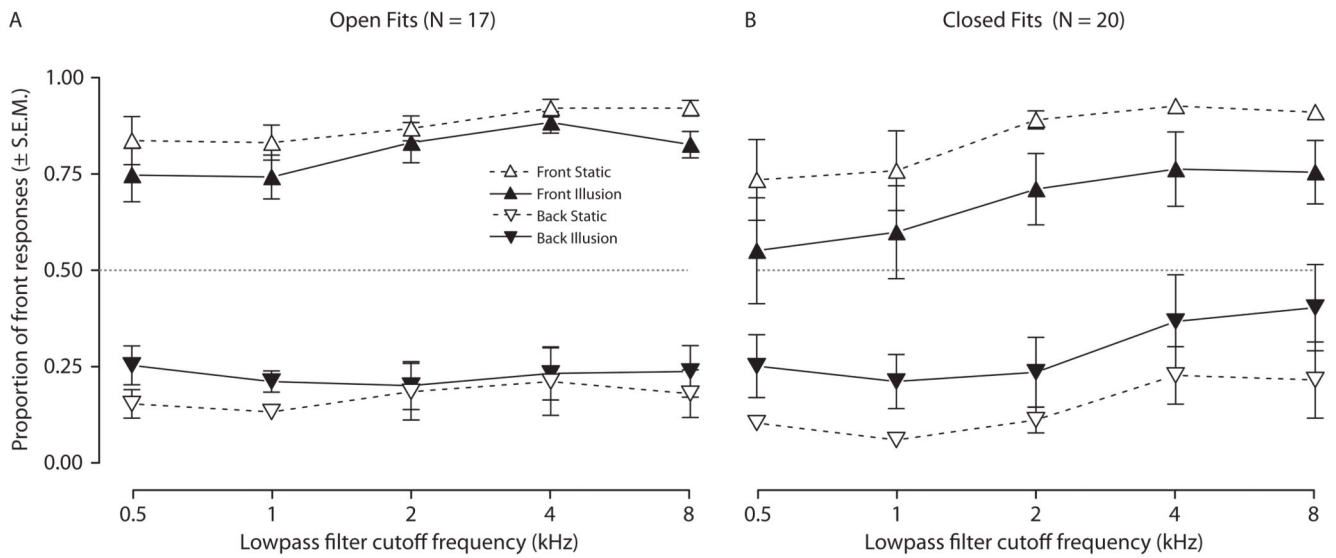 A
Open Fits (N = 17)
B
Closed Fits (N = 20)
Proportion of front responses (± S.E.M.)
1.00
0.75
0.50
0.25
0.00
Front Static
Front Illusion
Back Static
Back Illusion
0.5 1 2 4 8
Lowpass filter cutoff frequency (kHz)
0.5 1 2 4 8
Lowpass filter cutoff frequency (kHz)